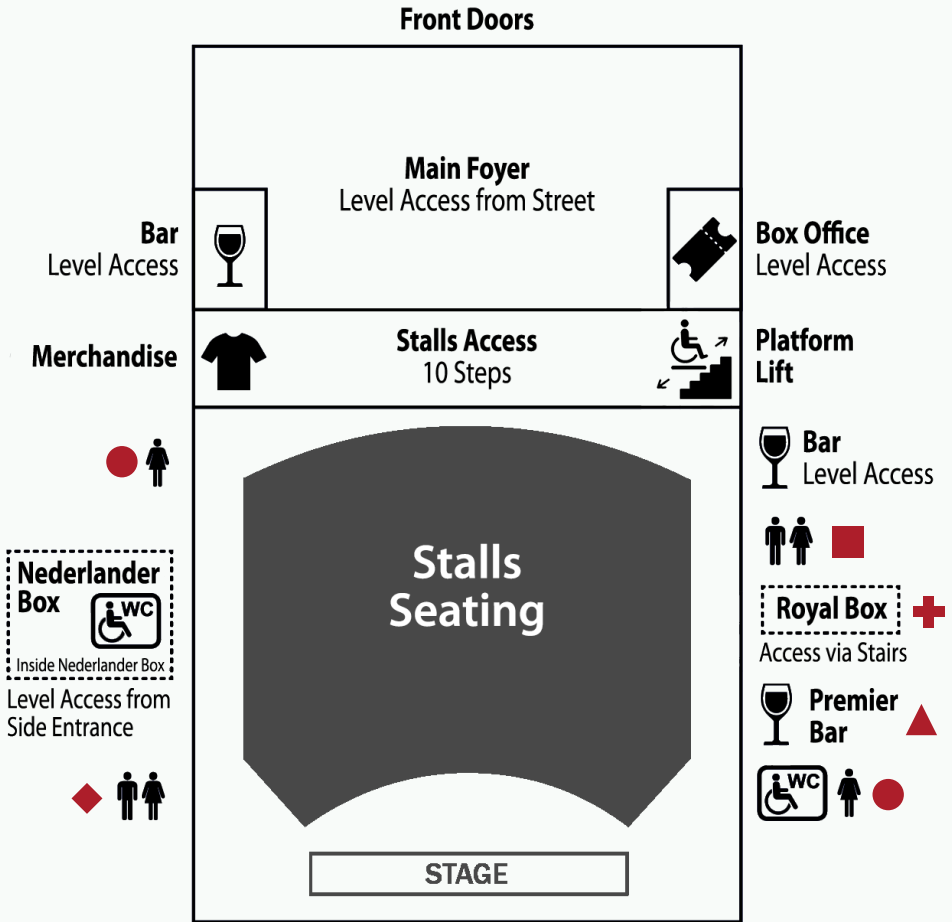 Front Doors
Main Foyer
Level Access from Street
Bar
Level Access
Box Office
Level Access
Merchandise
Stalls Access
10 Steps
Platform
Lift
Bar
Level Access
Stalls
Seating
Nederlander
Box
WC
Inside Nederlander Box
Level Access from
Side Entrance
Royal Box
Access via Stairs
Premier
Bar
WC
STAGE